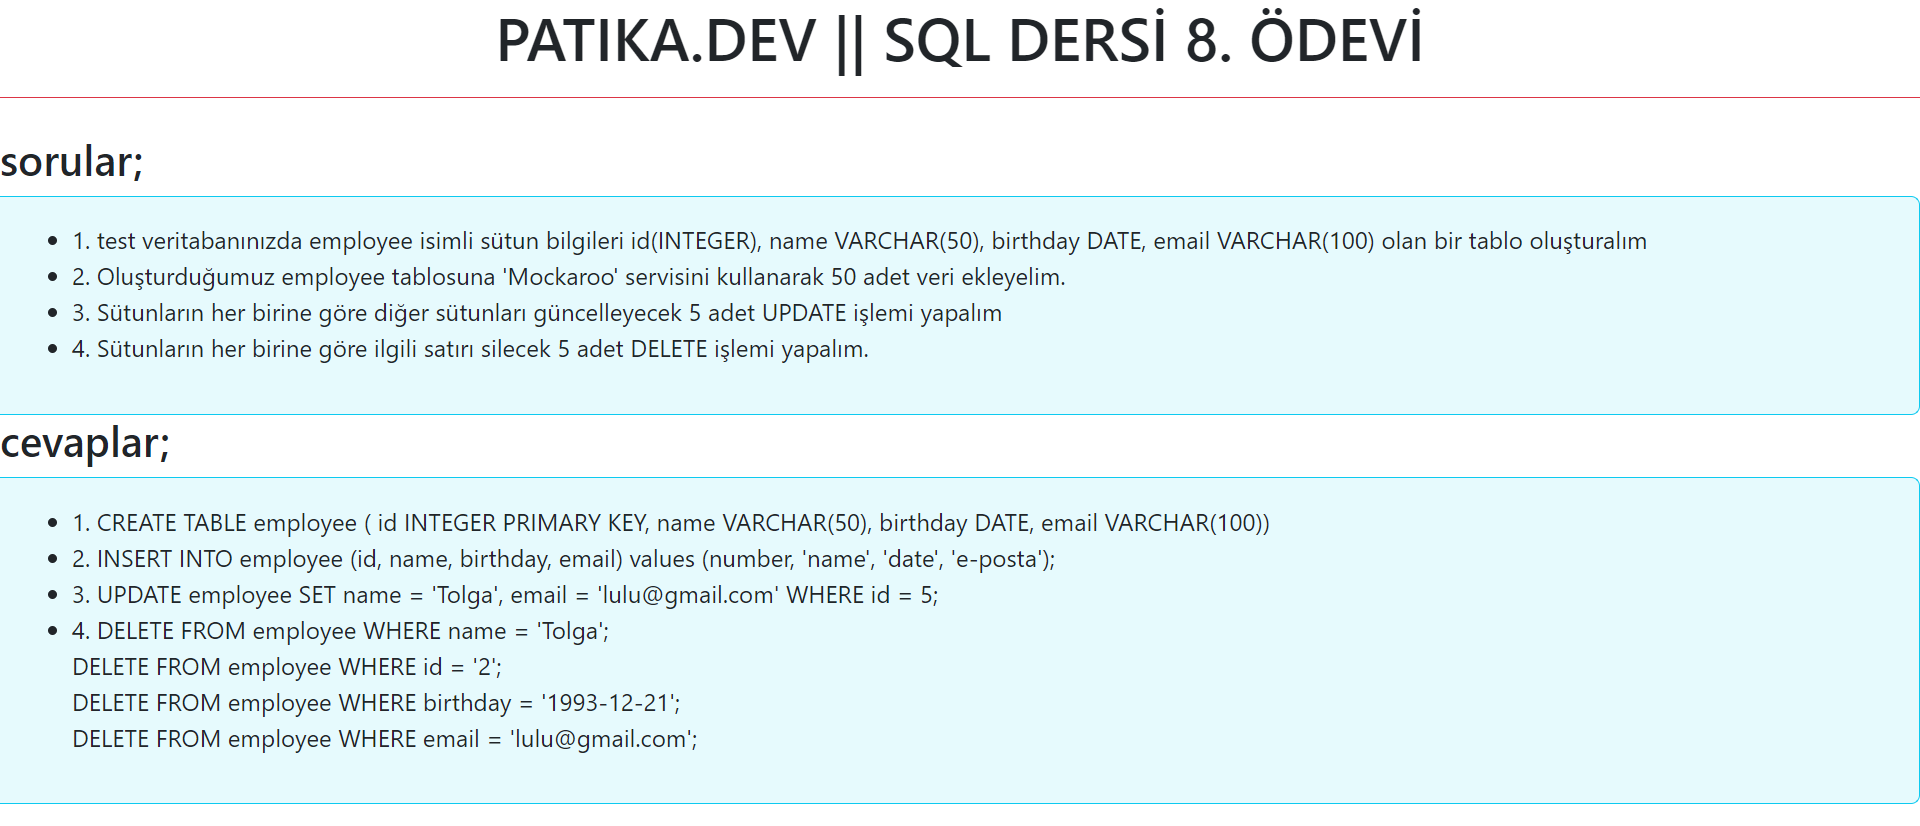 PATIKA.DEV || SQL DERSİ 8. ÖDEVİ
sorular;
1. test veritabanınızda employee isimli sütun bilgileri id(INTEGER), name VARCHAR(50), birthday DATE, email VARCHAR(100) olan bir tablo oluşturalım
2. Oluşturduğumuz employee tablosuna 'Mockaroo' servisini kullanarak 50 adet veri ekleyelim.
3. Sütunların her birine göre diğer sütunları güncelleyecek 5 adet UPDATE işlemi yapalım
4. Sütunların her birine göre ilgili satırı silecek 5 adet DELETE işlemi yapalım.
cevaplar;
1. CREATE TABLE employee ( id INTEGER PRIMARY KEY, name VARCHAR(50), birthday DATE, email VARCHAR(100))
2. INSERT INTO employee (id, name, birthday, email) values (number, 'name', 'date', 'e-posta');
3. UPDATE employee SET name = 'Tolga', email = 'lulu@gmail.com' WHERE id = 5;
4. DELETE FROM employee WHERE name = 'Tolga';
DELETE FROM employee WHERE id = '2';
DELETE FROM employee WHERE birthday = '1993-12-21';
DELETE FROM employee WHERE email = 'lulu@gmail.com';